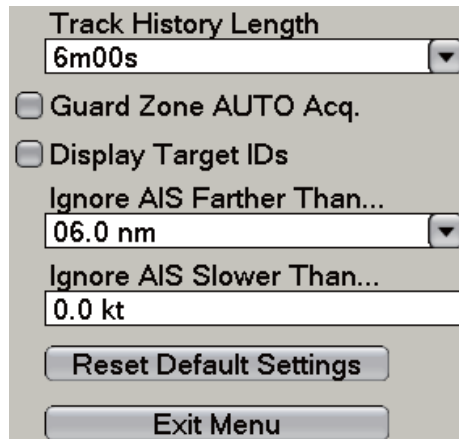 Track History Length
6m00s
Guard Zone AUTO Acq.
Display Target IDs
Ignore AIS Farther Than...
06.0 nm
Ignore AIS Slower Than...
0.0 kt
Reset Default Settings
Exit Menu